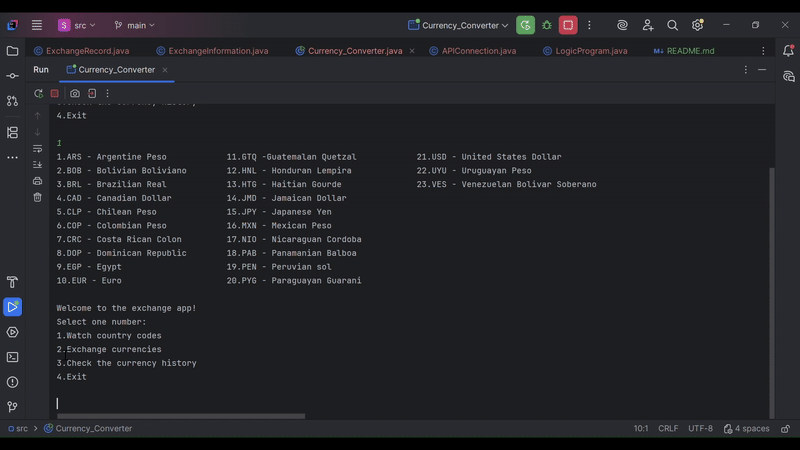 S src main Currency_Converter
ExchangeRecord.java ExchangeInformation.java Currency_Converter.java APIConnection.java LogicProgram.java M↓ README.md
Run Currency_Converter
4.Exit
1
1.ARS - Argentine Peso 11.GTQ -Guatemalan Quetzal 21.USD - United States Dollar
2.BOB - Bolivian Boliviano 12.HNL - Honduran Lempira 22.UYU - Uruguayan Peso
3.BRL - Brazilian Real 13.HTG - Haitian Gourde 23.VES - Venezuelan Bolivar Soberano
4.CAD - Canadian Dollar 14.JMD - Jamaican Dollar
5.CLP - Chilean Peso 15.JPY - Japanese Yen
6.COP - Colombian Peso 16.MXN - Mexican Peso
7.CRC - Costa Rican Colon 17.NIO - Nicaraguan Cordoba
8.DOP - Dominican Republic 18.PAB - Panamanian Balboa
9.EGP - Egypt 19.PEN - Peruvian sol
10.EUR - Euro 20.PYG - Paraguayan Guarani
Welcome to the exchange app!
Select one number:
1.Watch country codes
2.Exchange currencies
3.Check the currency history
4.Exit
src > Currency_Converter 10:1 CRLF UTF-8 4 spaces